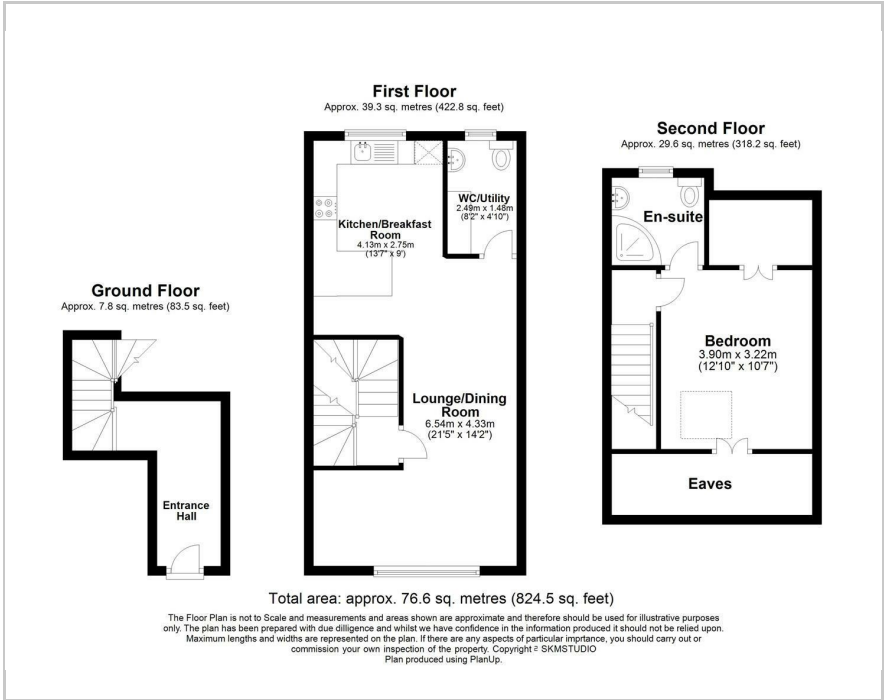 First Floor
Approx. 39.3 sq. metres (422.8 sq. feet)
Kitchen/Breakfast
Room
4.13m x 2.75m
(13'7" x 9')
WC/Utility
2.49m x 1.48m
(8'2" x 4'10")
Lounge/Dining
Room
6.54m x 4.33m
(21'5" x 14'2")
Second Floor
Approx. 29.6 sq. metres (318.2 sq. feet)
En-suite
Bedroom
3.90m x 3.22m
(12'10" x 10'7")
Eaves
Ground Floor
Approx. 7.8 sq. metres (83.5 sq. feet)
Entrance
Hall
Total area: approx. 76.6 sq. metres (824.5 sq. feet)
The Floor Plan is not to Scale and measurements and areas shown are approximate and therefore should be used for illustrative purposes
only. The plan has been prepared with due dilligence and whilst we have confidence in the information produced it should not be relied upon.
Maximum lengths and widths are represented on the plan. If there are any aspects of particular imprtance, you should carry out or
commission your own inspection of the property. Copyright @ SKMSTUDIO
Plan produced using PlanUp.